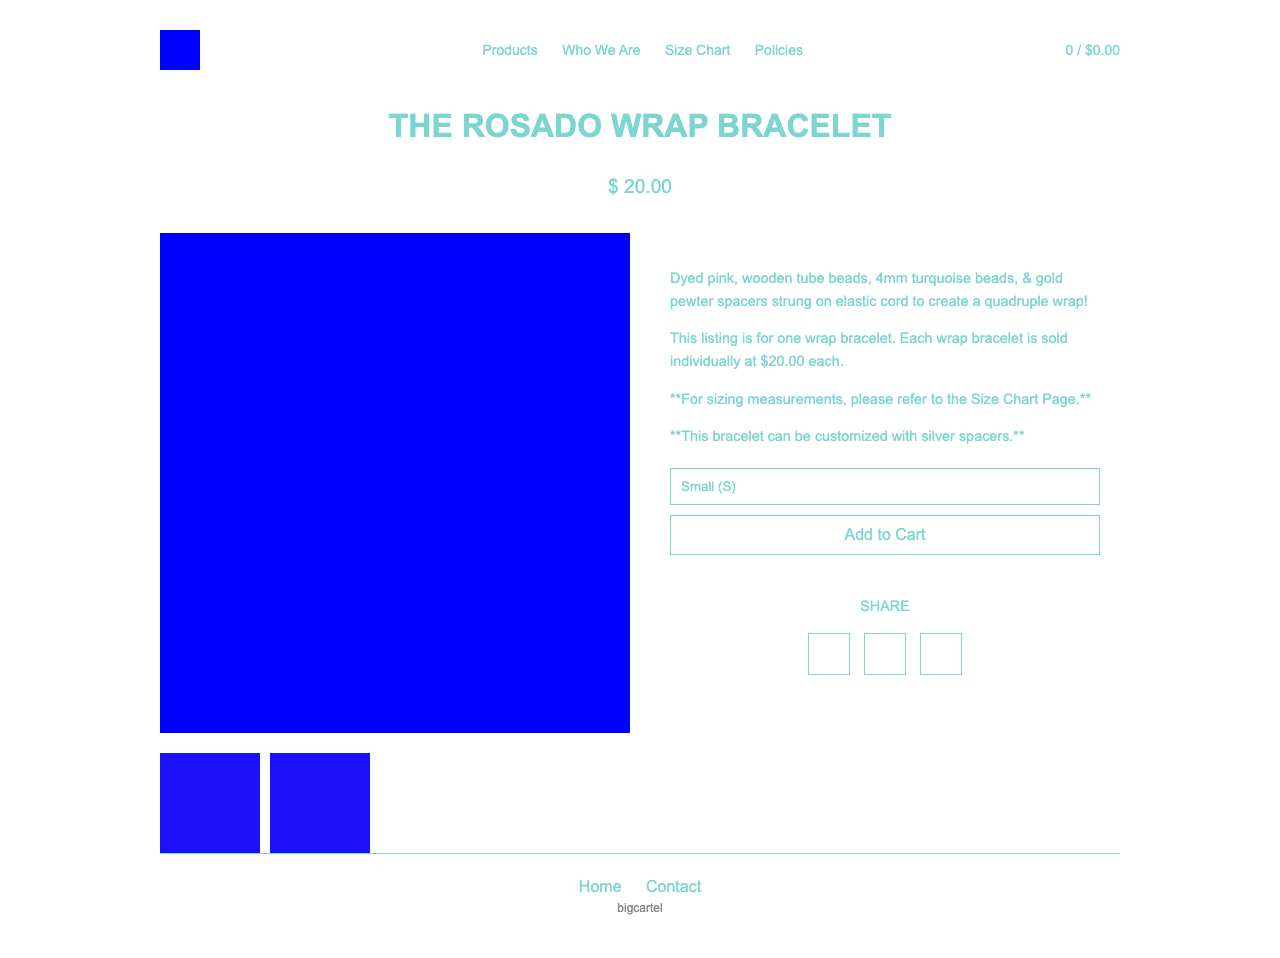 Products Who We Are Size Chart Policies 0 / $0.00
THE ROSADO WRAP BRACELET
$ 20.00
Dyed pink, wooden tube beads, 4mm turquoise beads, & gold
pewter spacers strung on elastic cord to create a quadruple wrap!
This listing is for one wrap bracelet. Each wrap bracelet is sold
individually at $20.00 each.
**For sizing measurements, please refer to the Size Chart Page.**
**This bracelet can be customized with silver spacers.**
Small (S)
Add to Cart
SHARE
Home Contact
bigcartel